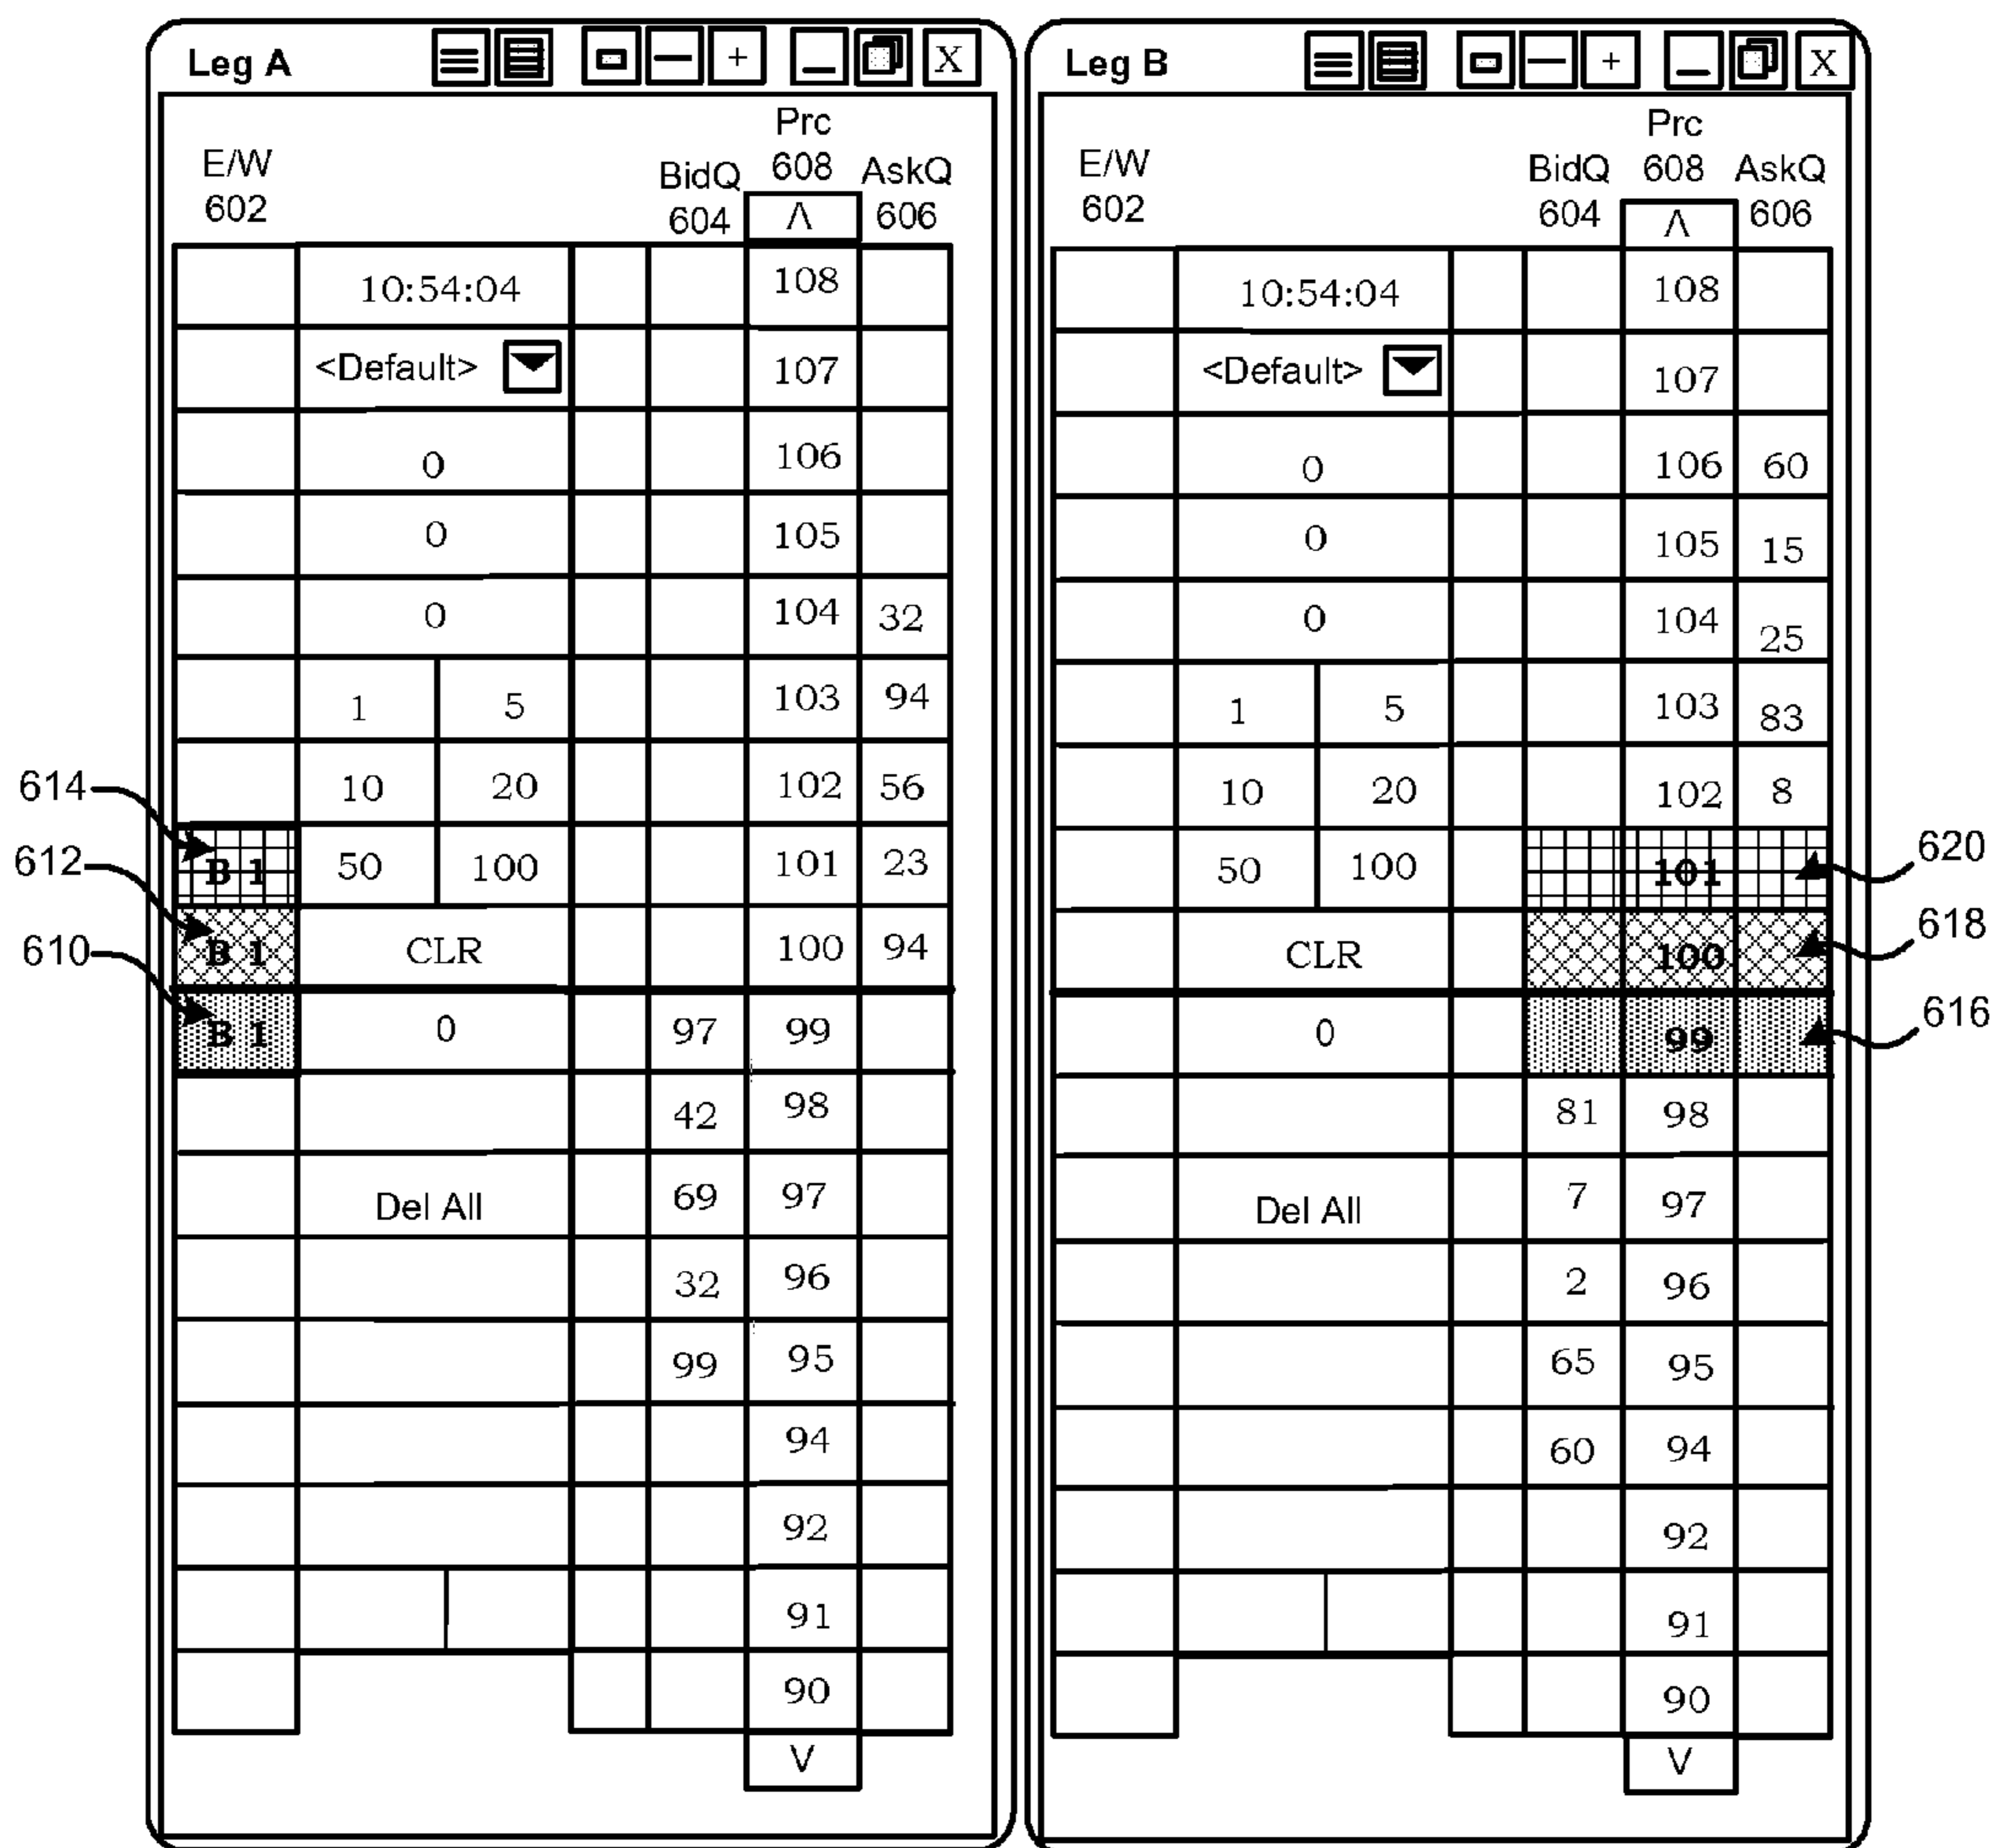 Leg A
X
E/W
602
BidQ
604
Prc
608
AskQ
606
Λ
10:54:04 108
<Default> 107
0 106
0 105
0 104 32
1 5 103 94
10 20 102 56
614 B 1 50 100 101 23
612 B 1 CLR 100 94
610 B 1 0 97 99
42 98
Del All 69 97
32 96
99 95
94
92
91
90
V
Leg B
X
E/W
602
BidQ
604
Prc
608
AskQ
606
Λ
10:54:04 108
<Default> 107
0 106 60
0 105 15
0 104 25
1 5 103 83
10 20 102 8
50 100 101 620
CLR 100 618
0 99 616
81 98
Del All 7 97
2 96
65 95
60 94
92
91
90
V